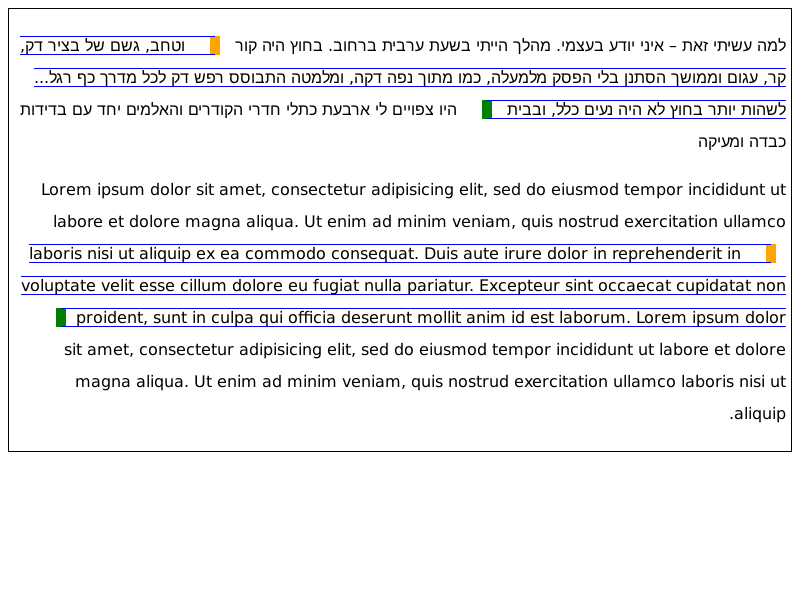 למה עשיתי זאת – איני יודע בעצמי. מהלך הייתי בשעת ערבית ברחוב. בחוץ היה קור וטחב, גשם של בציר דק,
קר, עגום וממושך הסתנן בלי הפסק מלמעלה, כמו מתוך נפה דקה, ומלמטה התבוסס רפש דק לכל מדרך כף רגל...
לשהות יותר בחוץ לא היה נעים כלל, ובבית היו צפויים לי ארבעת כתלי חדרי הקודרים והאלמים יחד עם בדידות
כבדה ומעיקה
Lorem ipsum dolor sit amet, consectetur adipisicing elit, sed do eiusmod tempor incididunt ut
labore et dolore magna aliqua. Ut enim ad minim veniam, quis nostrud exercitation ullamco
laboris nisi ut aliquip ex ea commodo consequat. Duis aute irure dolor in reprehenderit in
voluptate velit esse cillum dolore eu fugiat nulla pariatur. Excepteur sint occaecat cupidatat non
proident, sunt in culpa qui officia deserunt mollit anim id est laborum. Lorem ipsum dolor
sit amet, consectetur adipisicing elit, sed do eiusmod tempor incididunt ut labore et dolore
magna aliqua. Ut enim ad minim veniam, quis nostrud exercitation ullamco laboris nisi ut
.aliquip